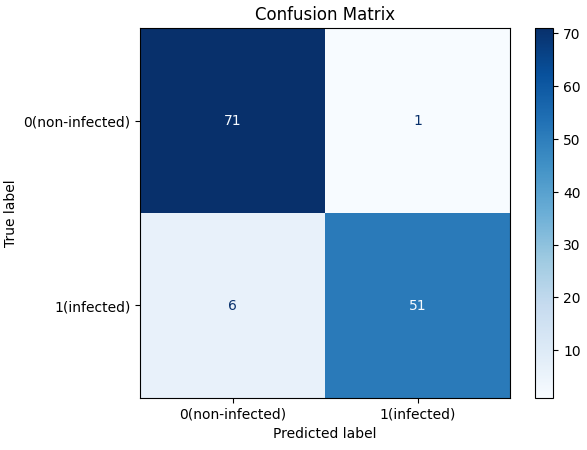 Confusion Matrix
True label
0(non-infected)
71
1
1(infected)
6
51
0(non-infected)
1(infected)
Predicted label
70
60
50
40
30
20
10